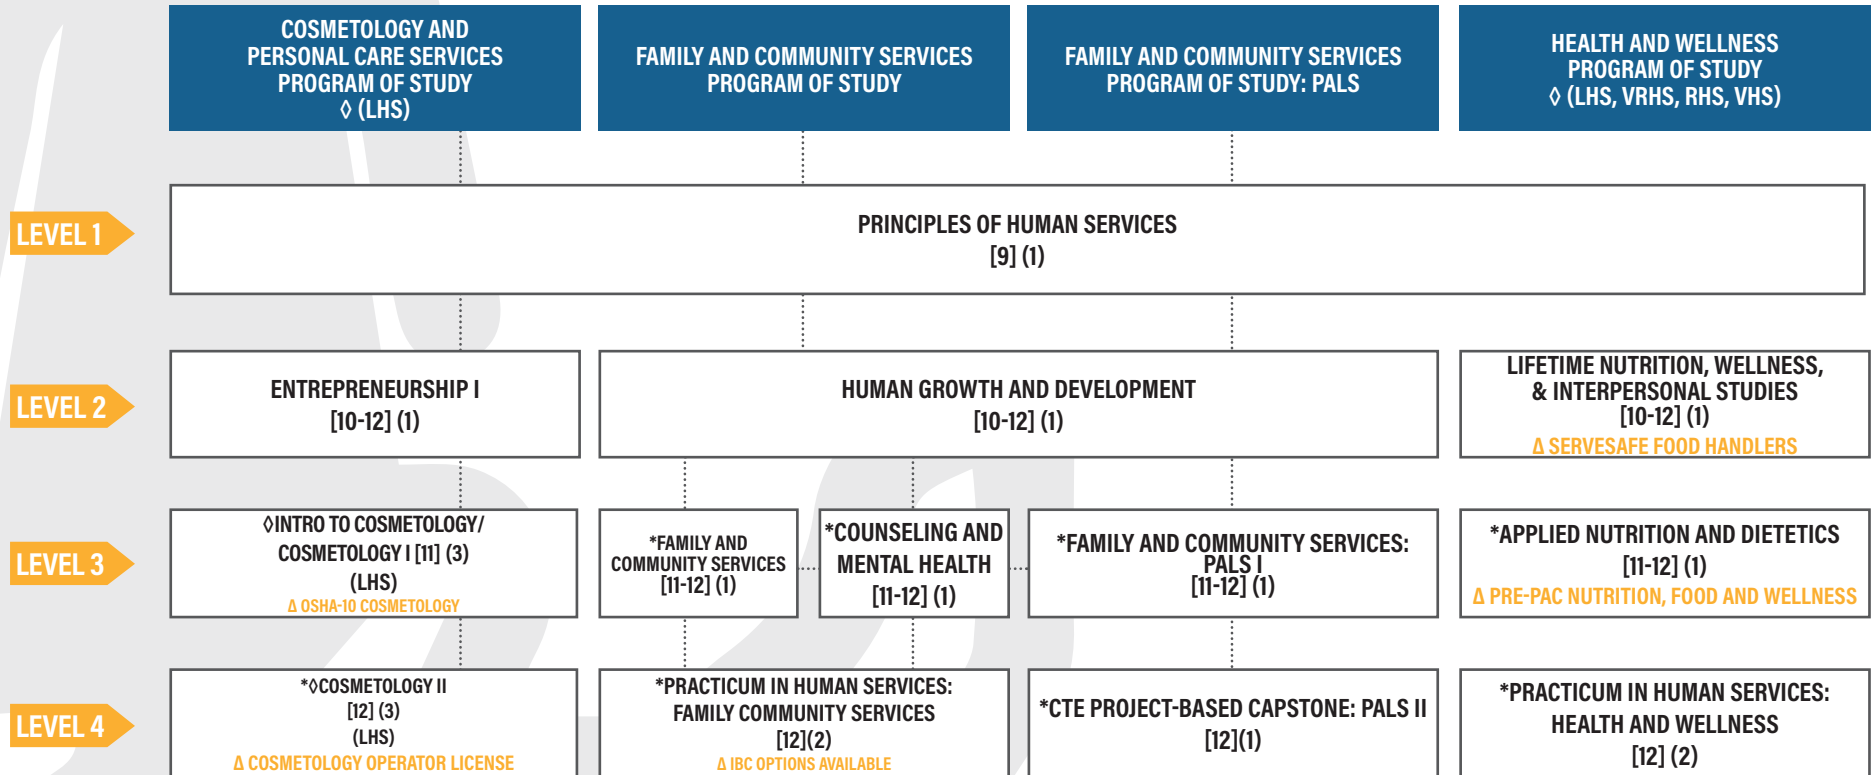 COSMETOLOGY AND
PERSONAL CARE SERVICES
PROGRAM OF STUDY
◊ (LHS)
FAMILY AND COMMUNITY SERVICES
PROGRAM OF STUDY
FAMILY AND COMMUNITY SERVICES
PROGRAM OF STUDY: PALS
HEALTH AND WELLNESS
PROGRAM OF STUDY
◊ (LHS, VRHS, RHS, VHS)
LEVEL 1
PRINCIPLES OF HUMAN SERVICES
[9] (1)
LEVEL 2
ENTREPRENEURSHIP I
[10-12] (1)
HUMAN GROWTH AND DEVELOPMENT
[10-12] (1)
LIFETIME NUTRITION, WELLNESS,
& INTERPERSONAL STUDIES
[10-12] (1)
Δ SERVESAFE FOOD HANDLERS
LEVEL 3
◊INTRO TO COSMETOLOGY/
COSMETOLOGY I [11] (3)
(LHS)
Δ OSHA-10 COSMETOLOGY
*FAMILY AND
COMMUNITY SERVICES
[11-12] (1)
*COUNSELING AND
MENTAL HEALTH
[11-12] (1)
*FAMILY AND COMMUNITY SERVICES:
PALS I
[11-12] (1)
*APPLIED NUTRITION AND DIETETICS
[11-12] (1)
Δ PRE-PAC NUTRITION, FOOD AND WELLNESS
LEVEL 4
*◊COSMETOLOGY II
[12] (3)
(LHS)
Δ COSMETOLOGY OPERATOR LICENSE
*PRACTICUM IN HUMAN SERVICES:
FAMILY COMMUNITY SERVICES
[12](2)
Δ IBC OPTIONS AVAILABLE
*CTE PROJECT-BASED CAPSTONE: PALS II
[12](1)
*PRACTICUM IN HUMAN SERVICES:
HEALTH AND WELLNESS
[12] (2)